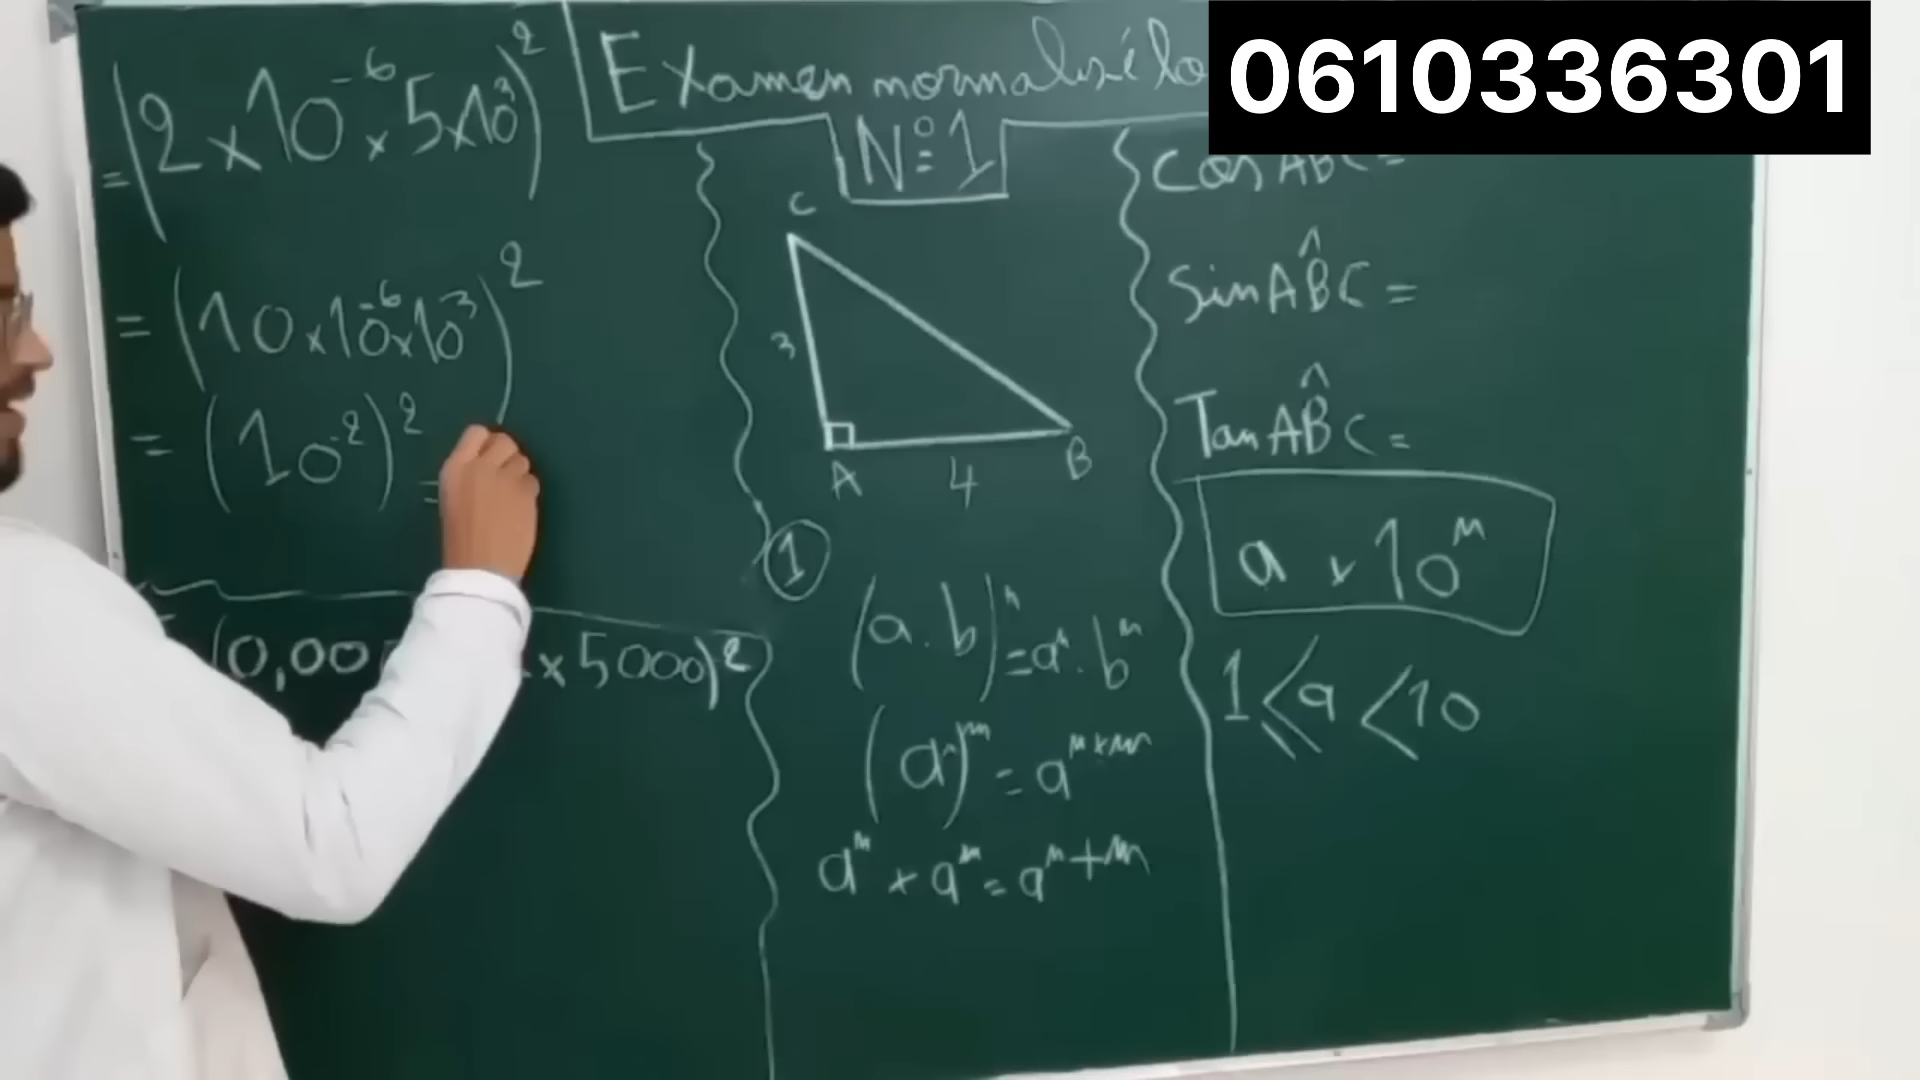 = (2 x 10⁻⁶ x 5 x 10³)²
= (10 x 10⁻⁶ x 10³)²
= (10⁻²)² =
(0,00
x 5000)²
Examen normalisé lo
N°1
0610336301
C
3
A
4
B
1
(a.b)ⁿ = aⁿ.bⁿ
(aⁿ)ᵐ = aⁿˣᵐ
aⁿ x aᵐ = aⁿ⁺ᵐ
cos ABC =
Sin AB̂C =
Tan AB̂C =
a x 10ⁿ
1 ≤ a < 10